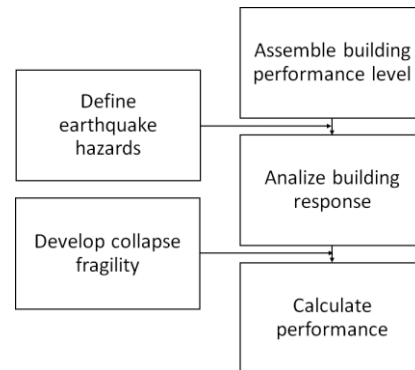 Assemble building
performance level
Define
earthquake
hazards
Analize building
response
Develop collapse
fragility
Calculate
performance